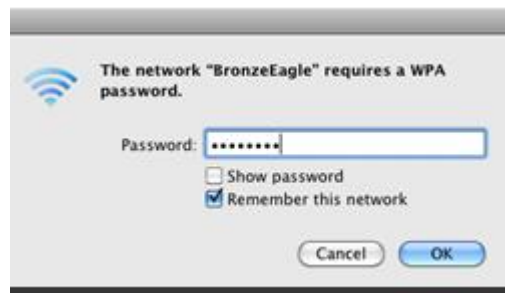 The network "BronzeEagle" requires a WPA
password.
Password: ••••••••
Show password
Remember this network
Cancel OK